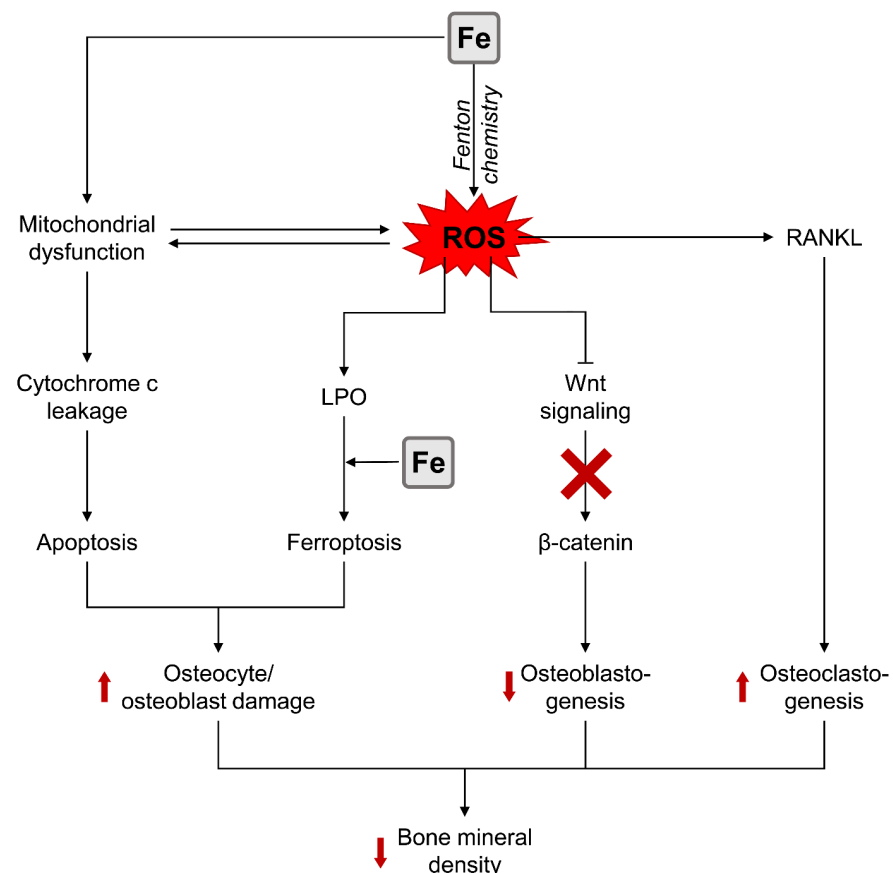 Fe
Fenton
chemistry
Mitochondrial
dysfunction
ROS
RANKL
Cytochrome c
leakage
LPO
Wnt
signaling
Fe
Apoptosis
Ferroptosis
β-catenin
Osteocyte/
osteoblast damage
Osteoblasto-
genesis
Osteoclasto-
genesis
Bone mineral
density